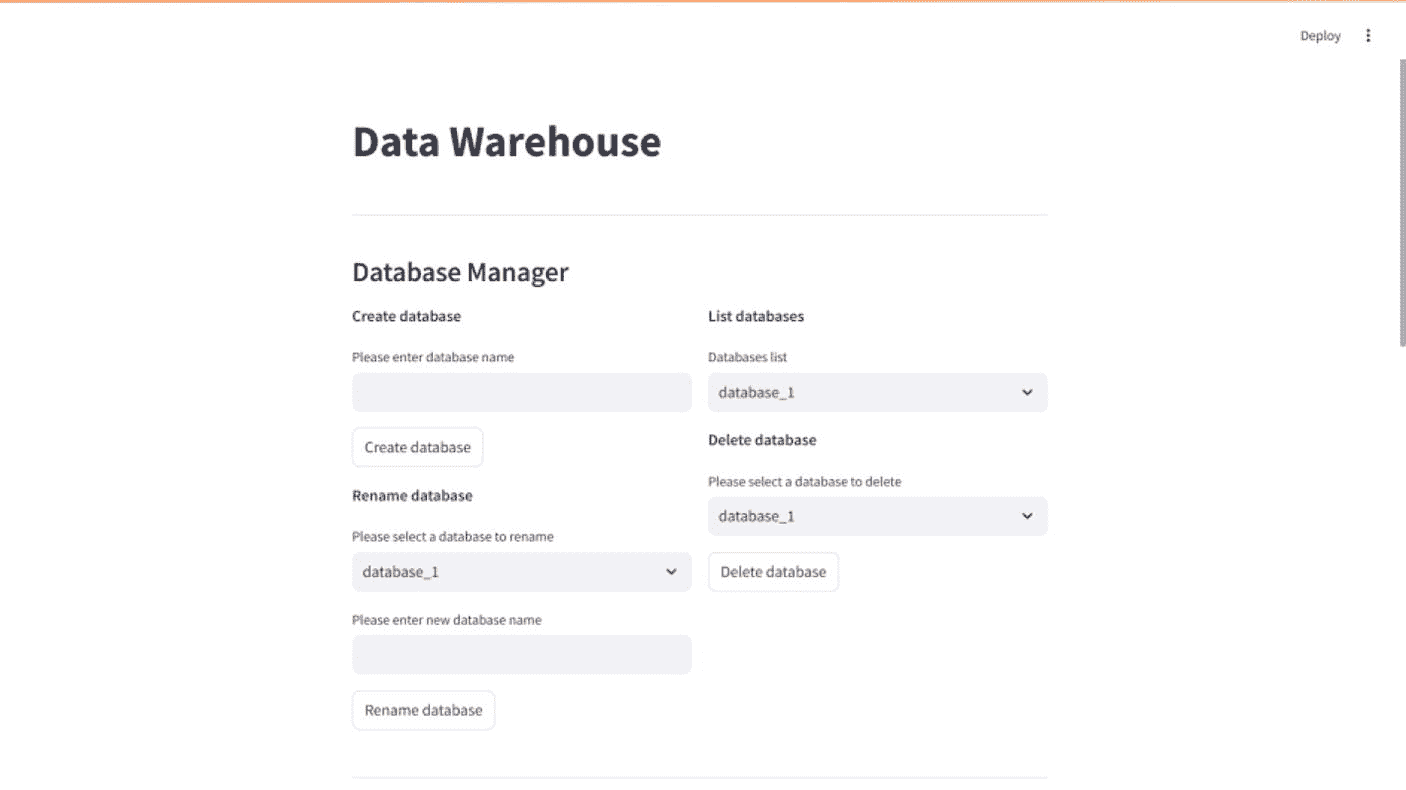 Deploy
Data Warehouse
Database Manager
Create database
Please enter database name
Create database
Rename database
Please select a database to rename
database_1
Please enter new database name
Rename database
List databases
Databases list
database_1
Delete database
Please select a database to delete
database_1
Delete database